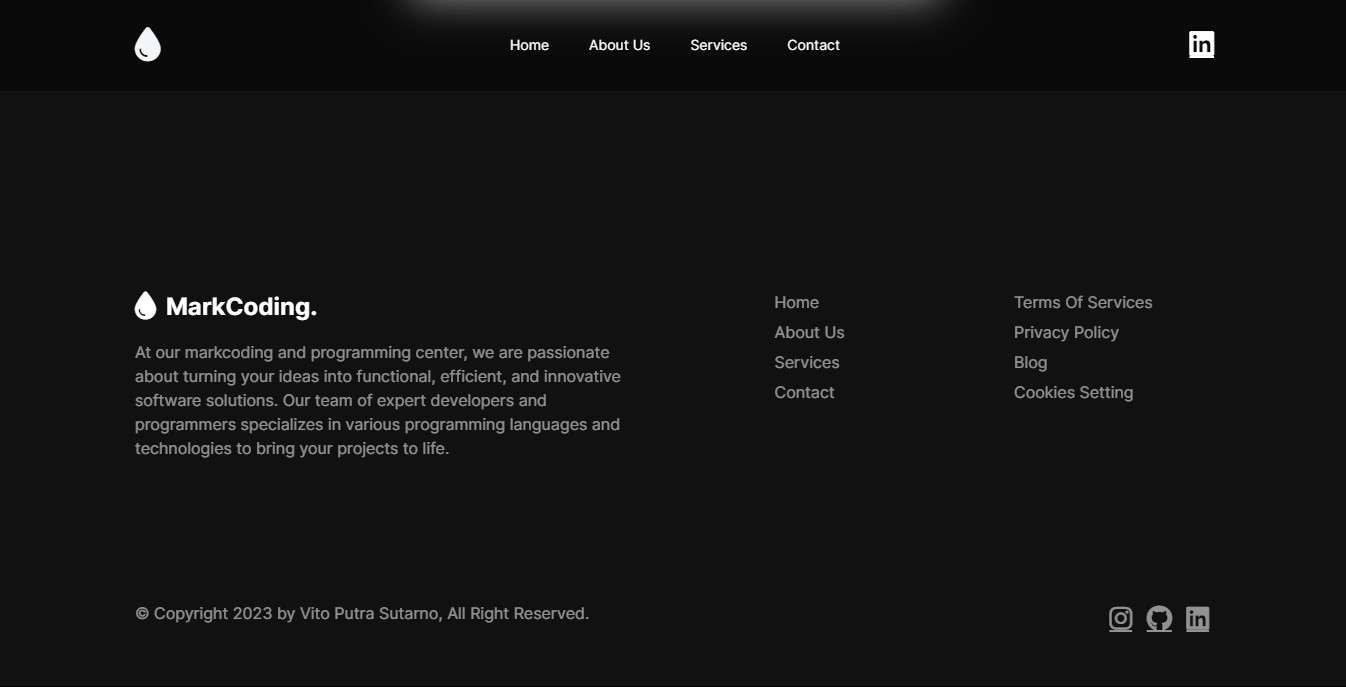 Home
About Us
Services
Contact
MarkCoding.
At our markcoding and programming center, we are passionate
about turning your ideas into functional, efficient, and innovative
software solutions. Our team of expert developers and
programmers specializes in various programming languages and
technologies to bring your projects to life.
Home
About Us
Services
Contact
Terms Of Services
Privacy Policy
Blog
Cookies Setting
© Copyright 2023 by Vito Putra Sutarno, All Right Reserved.